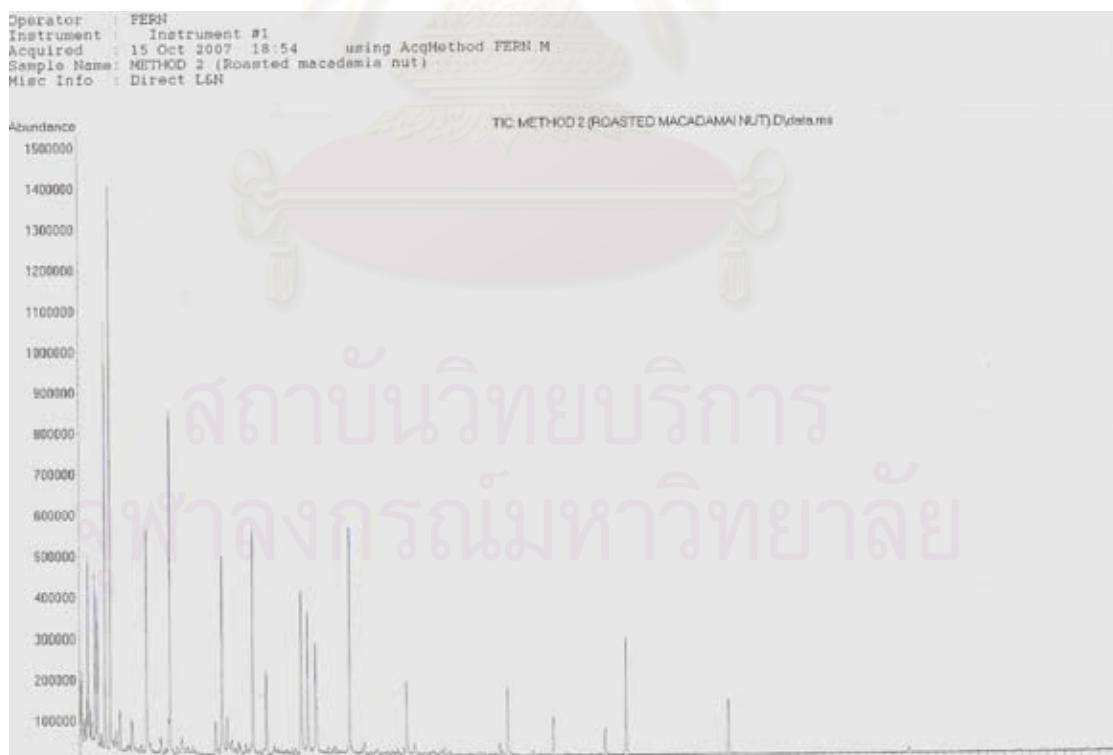 Operator : FERN
Instrument : Instrument #1
Acquired : 15 Oct 2007 18:54 using AcqMethod FERN.M
Sample Name: METHOD 2 (Roasted macadamia nut)
Misc Info : Direct L&N
Abundance
TIC: METHOD 2 (ROASTED MACADAMAI NUT).D\data.ms
1500000
1400000
1300000
1200000
1100000
1000000
900000
800000
700000
600000
500000
400000
300000
200000
100000
สถาบันวิทยบริการ
จุฬาลงกรณ์มหาวิทยาลัย